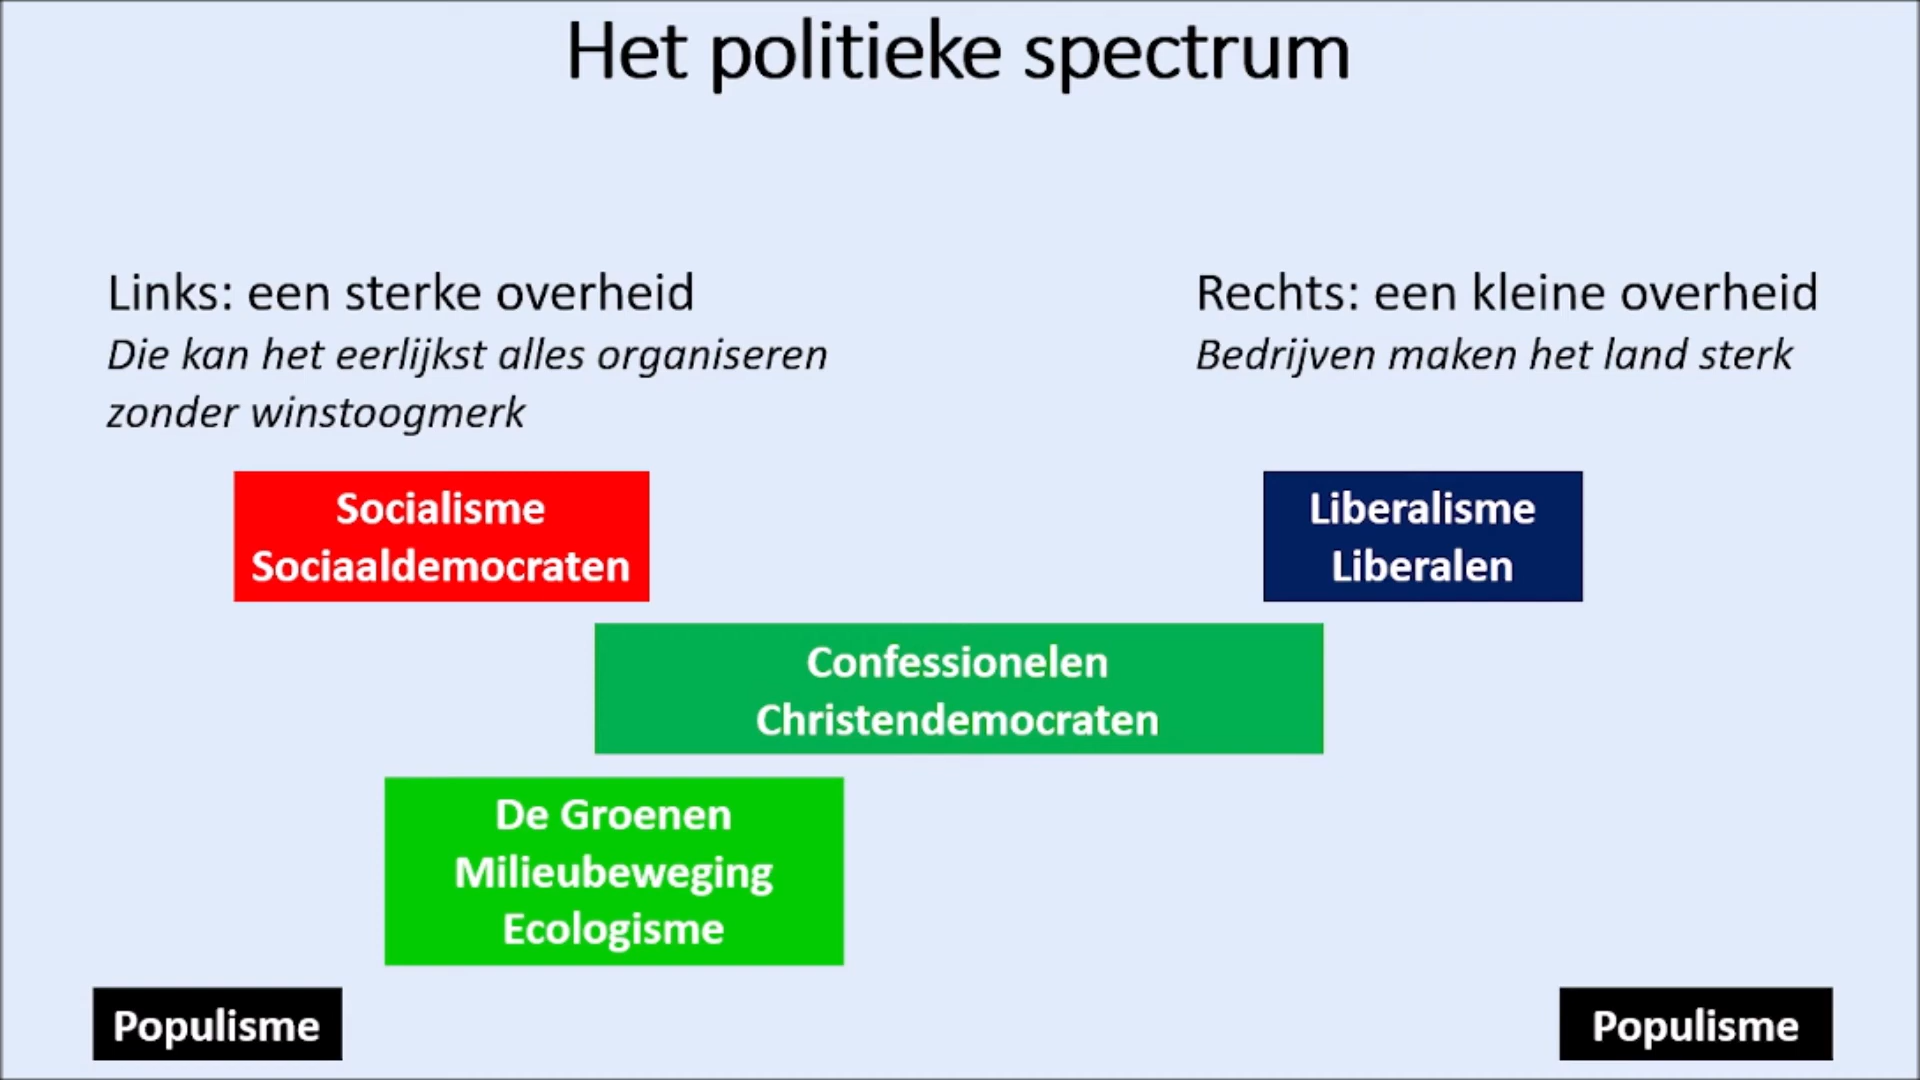 Het politieke spectrum
Links: een sterke overheid
Die kan het eerlijkst alles organiseren
zonder winstoogmerk
Rechts: een kleine overheid
Bedrijven maken het land sterk
Socialisme
Sociaaldemocraten
Liberalisme
Liberalen
Confessionelen
Christendemocraten
De Groenen
Milieubeweging
Ecologisme
Populisme
Populisme